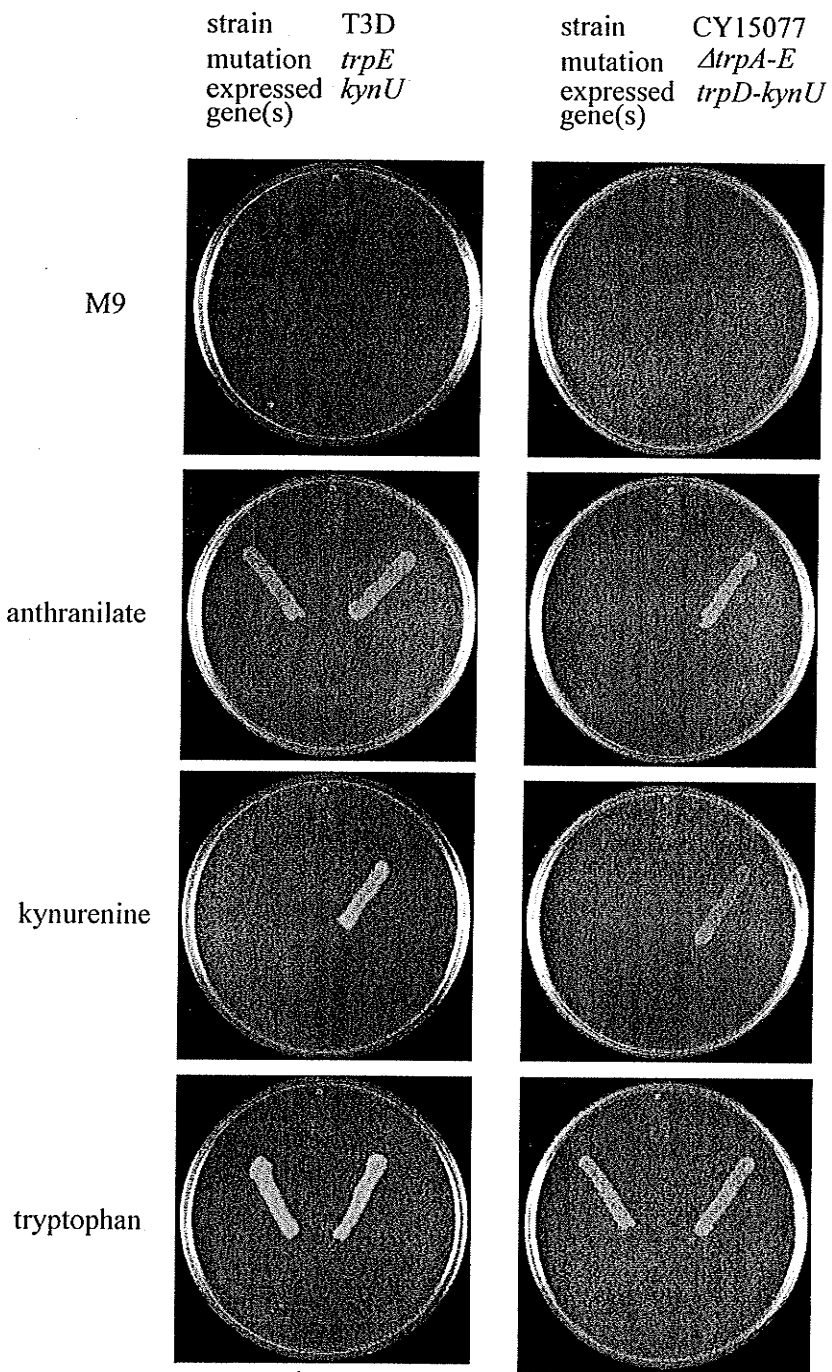 strain T3D
mutation trpE
expressed kynU
gene(s)
strain CY15077
mutation ΔtrpA-E
expressed trpD-kynU
gene(s)
M9
anthranilate
kynurenine
tryptophan